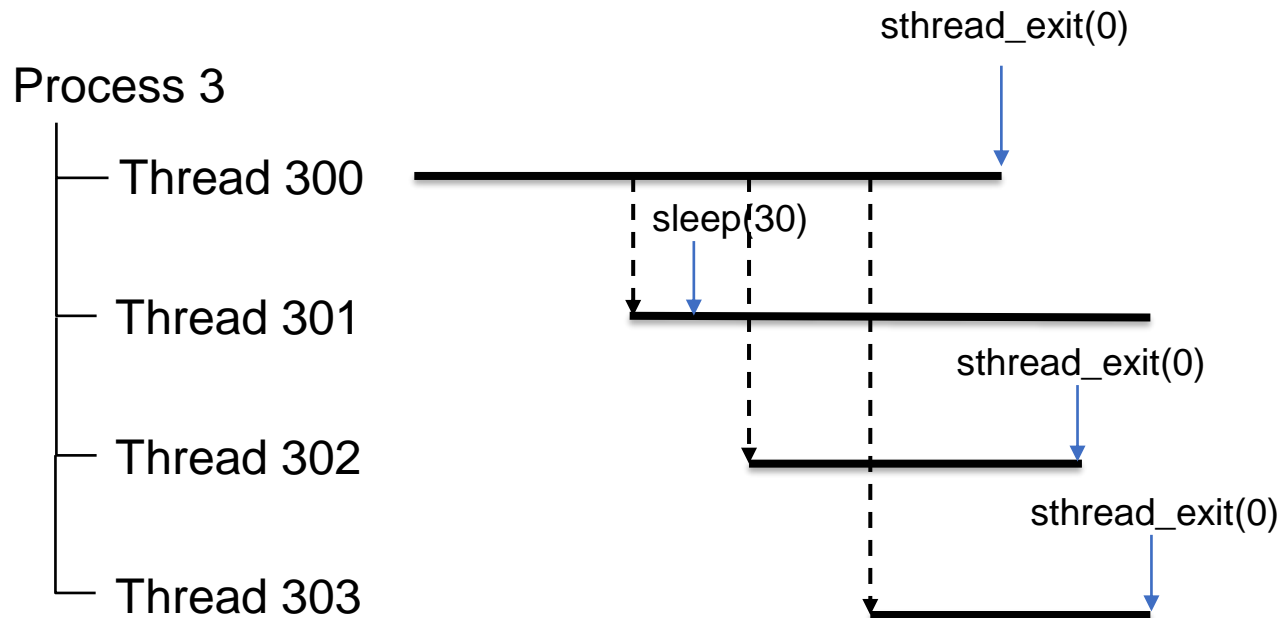 sthread_exit(0)
Process 3
Thread 300
sleep(30)
Thread 301
sthread_exit(0)
Thread 302
sthread_exit(0)
Thread 303